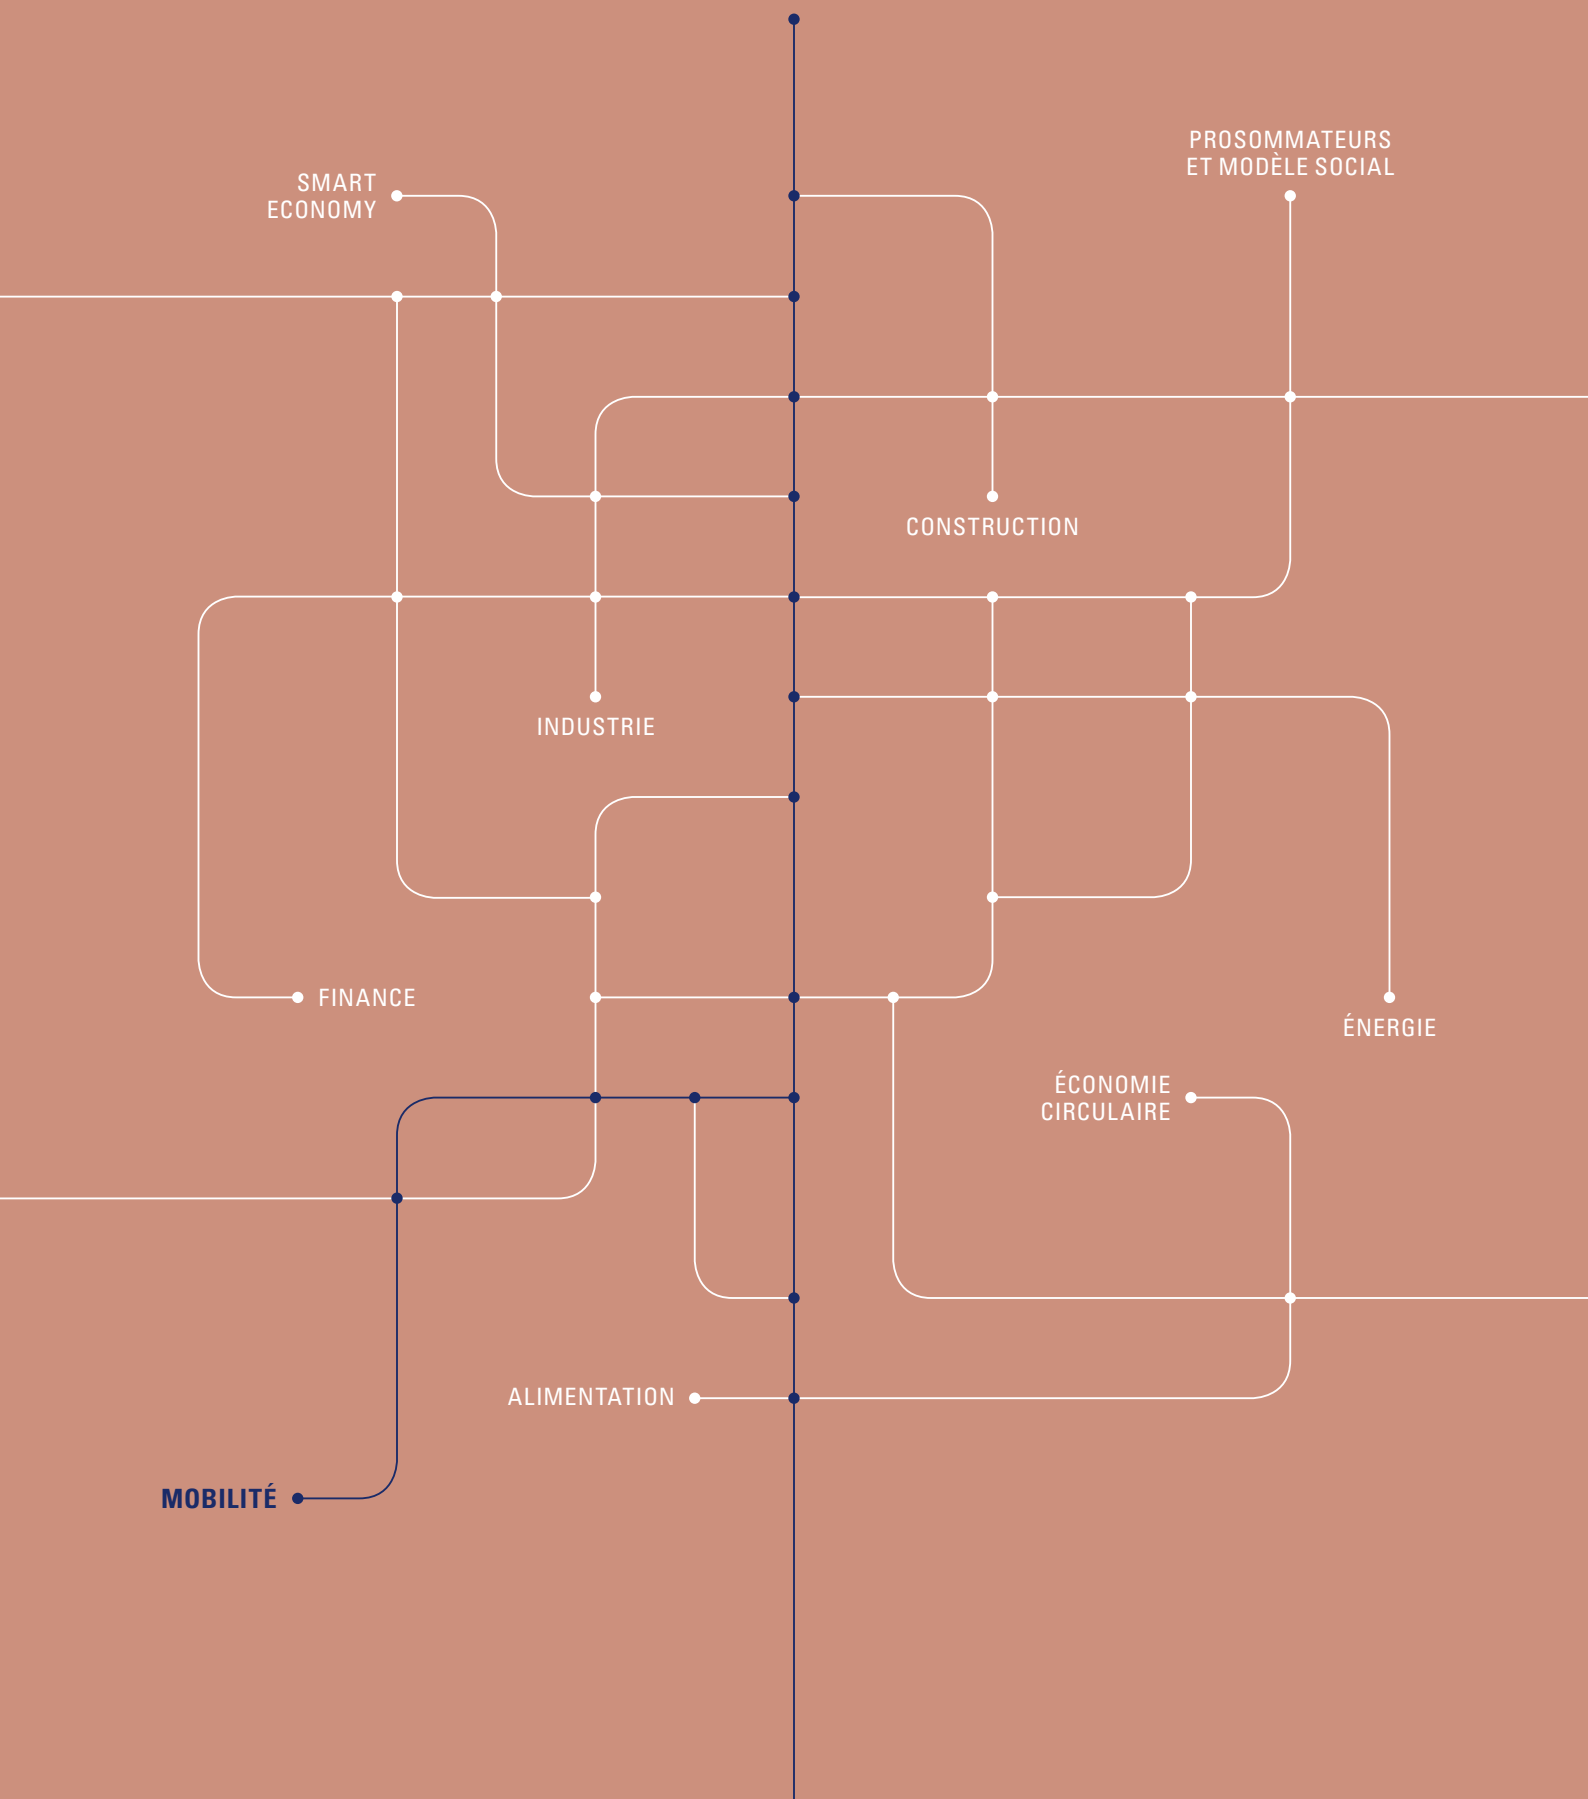 PROSOMMATEURS
ET MODÈLE SOCIAL
SMART
ECONOMY
CONSTRUCTION
INDUSTRIE
FINANCE
ÉNERGIE
ÉCONOMIE
CIRCULAIRE
ALIMENTATION
MOBILITÉ